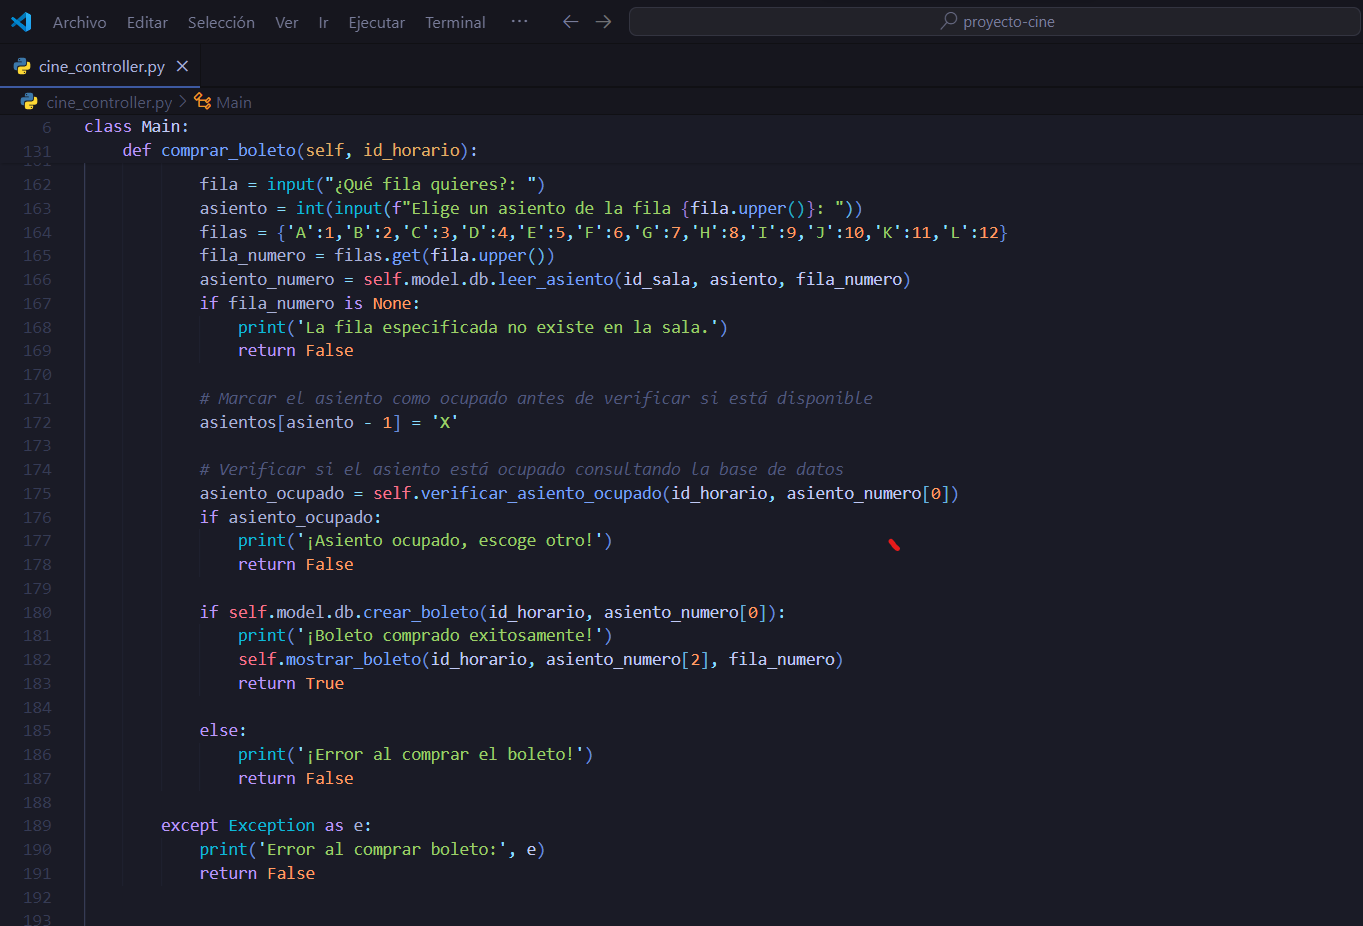 Archivo Editar Selección Ver Ir Ejecutar Terminal ··· proyecto-cine
cine_controller.py
cine_controller.py > Main
6 class Main:
131 def comprar_boleto(self, id_horario):
162 fila = input("¿Qué fila quieres?: ")
163 asiento = int(input(f"Elige un asiento de la fila {fila.upper()}: "))
164 filas = {'A':1,'B':2,'C':3,'D':4,'E':5,'F':6,'G':7,'H':8,'I':9,'J':10,'K':11,'L':12}
165 fila_numero = filas.get(fila.upper())
166 asiento_numero = self.model.db.leer_asiento(id_sala, asiento, fila_numero)
167 if fila_numero is None:
168 print('La fila especificada no existe en la sala.')
169 return False
170
171 # Marcar el asiento como ocupado antes de verificar si está disponible
172 asientos[asiento - 1] = 'X'
173
174 # Verificar si el asiento está ocupado consultando la base de datos
175 asiento_ocupado = self.verificar_asiento_ocupado(id_horario, asiento_numero[0])
176 if asiento_ocupado:
177 print('¡Asiento ocupado, escoge otro!')
178 return False
179
180 if self.model.db.crear_boleto(id_horario, asiento_numero[0]):
181 print('¡Boleto comprado exitosamente!')
182 self.mostrar_boleto(id_horario, asiento_numero[2], fila_numero)
183 return True
184
185 else:
186 print('¡Error al comprar el boleto!')
187 return False
188
189 except Exception as e:
190 print('Error al comprar boleto:', e)
191 return False
192
193